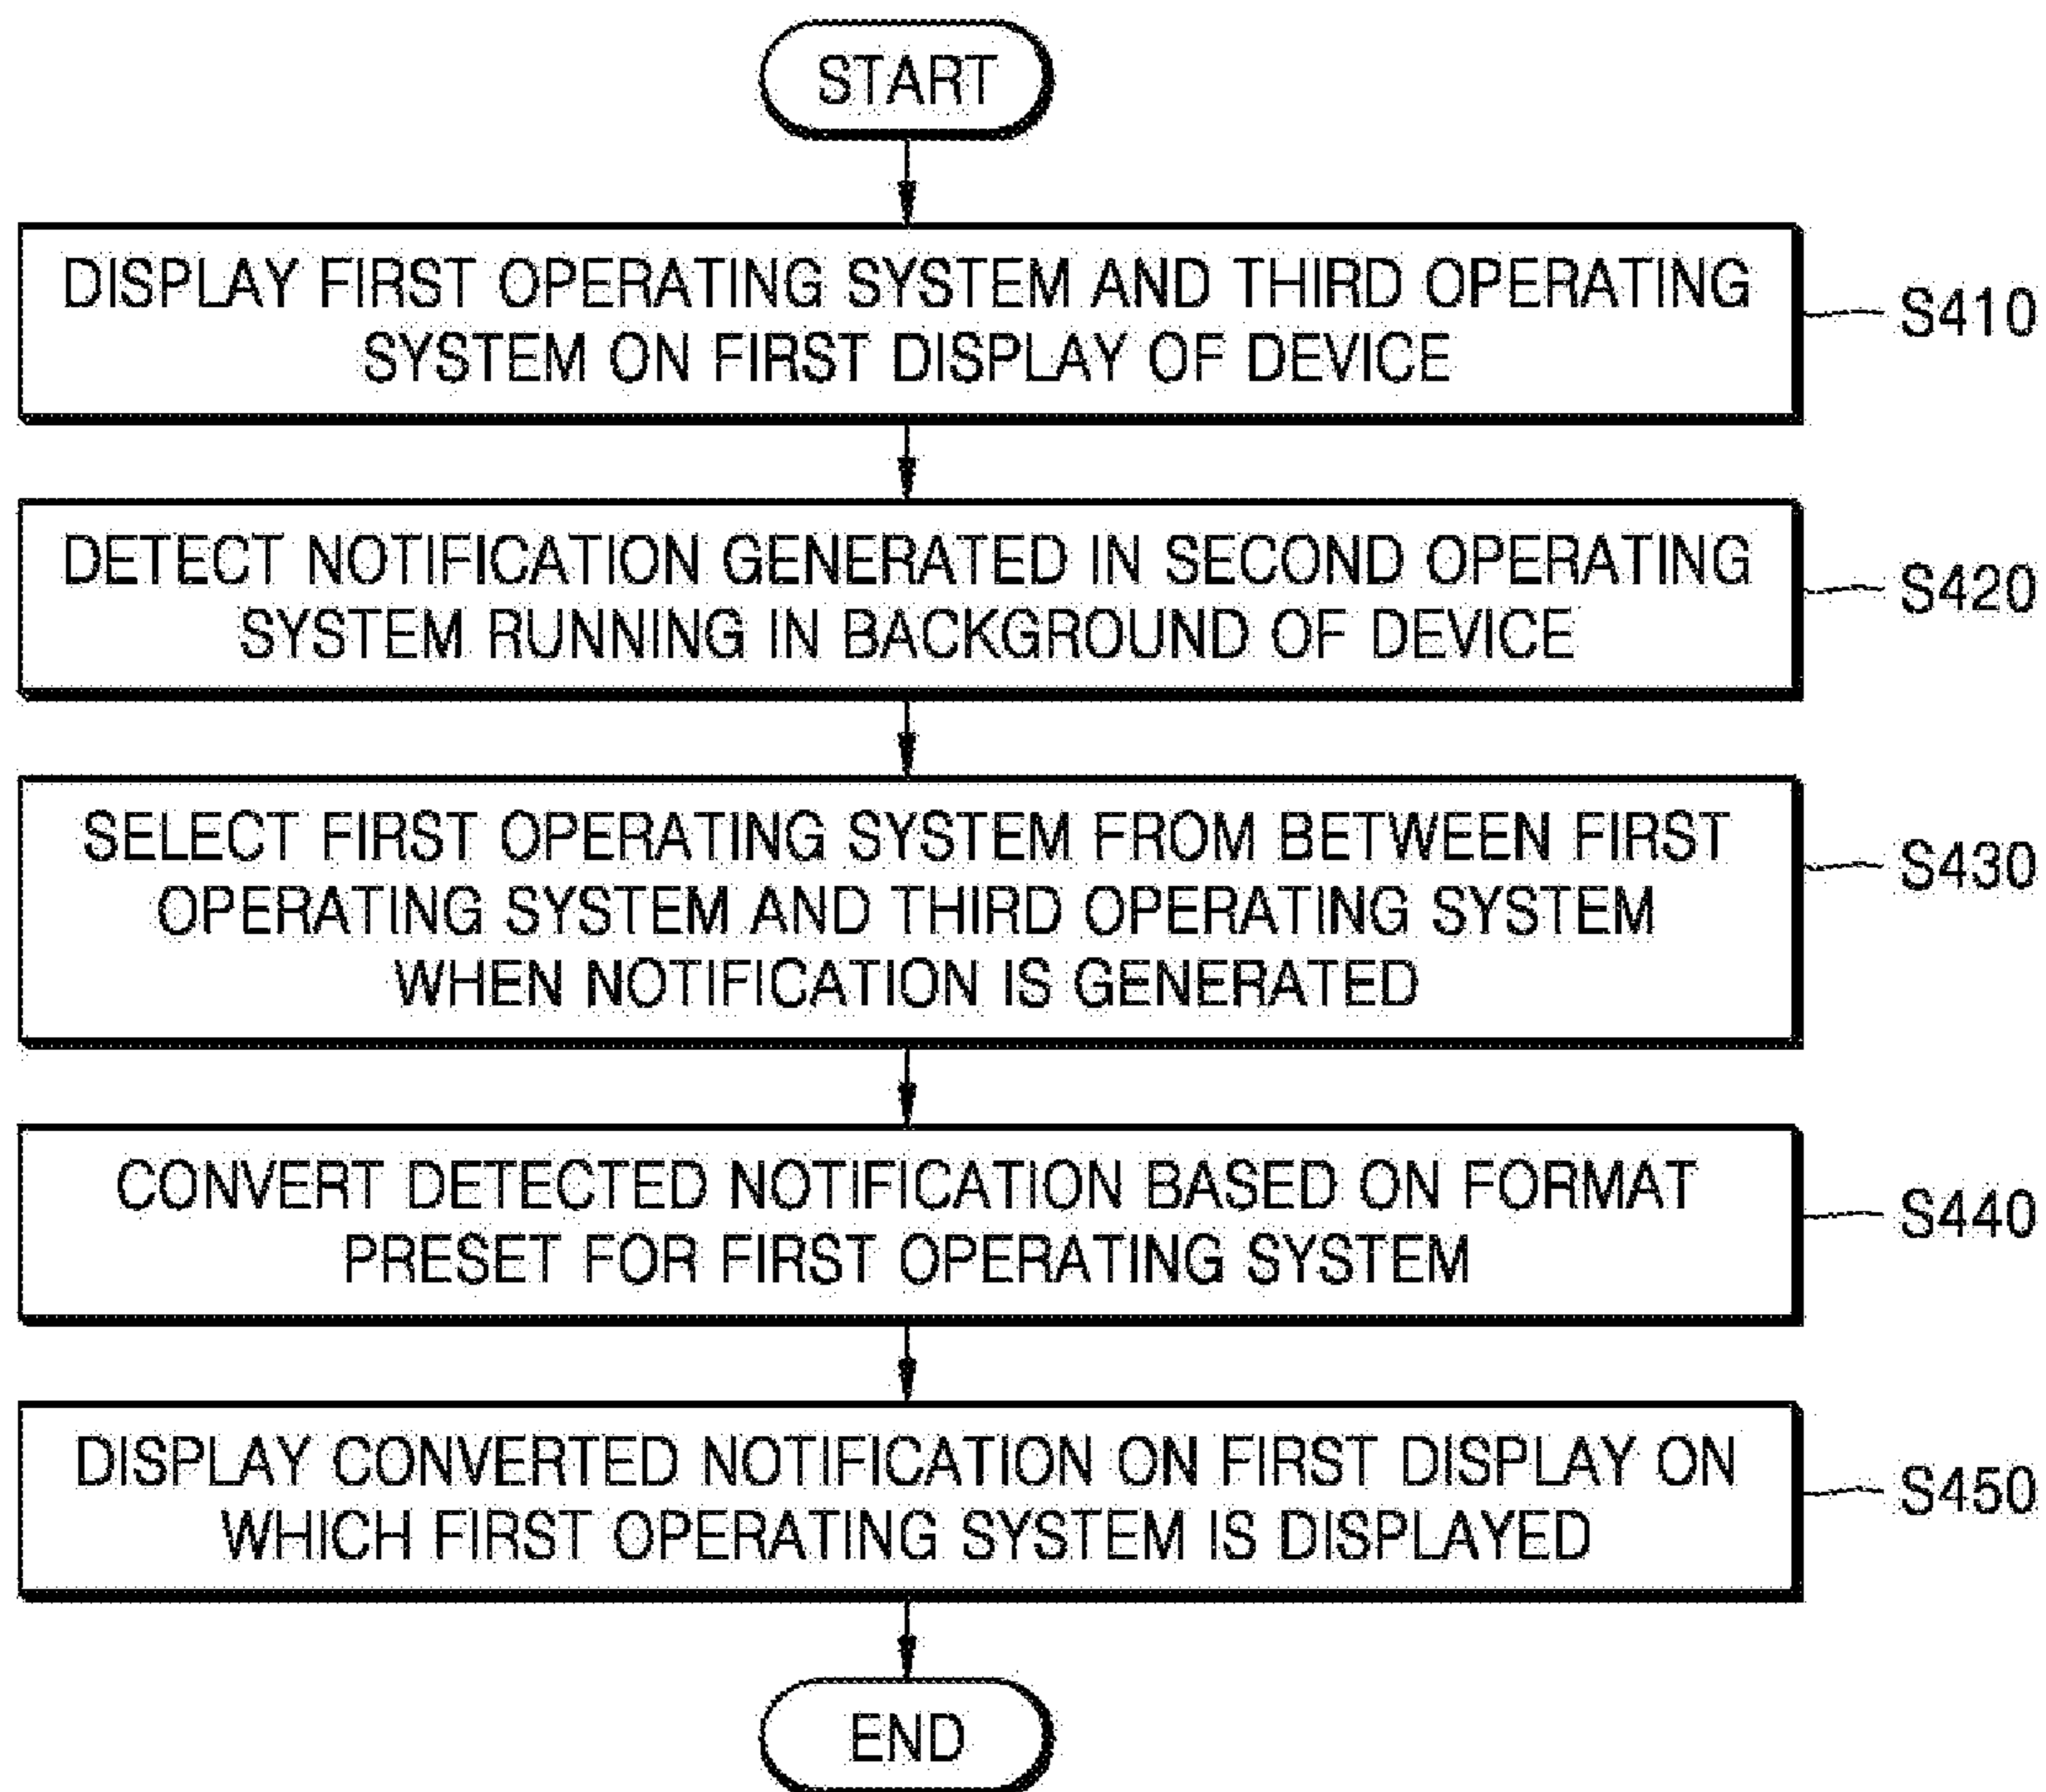 START
DISPLAY FIRST OPERATING SYSTEM AND THIRD OPERATING
SYSTEM ON FIRST DISPLAY OF DEVICE
S410
DETECT NOTIFICATION GENERATED IN SECOND OPERATING
SYSTEM RUNNING IN BACKGROUND OF DEVICE
S420
SELECT FIRST OPERATING SYSTEM FROM BETWEEN FIRST
OPERATING SYSTEM AND THIRD OPERATING SYSTEM
WHEN NOTIFICATION IS GENERATED
S430
CONVERT DETECTED NOTIFICATION BASED ON FORMAT
PRESET FOR FIRST OPERATING SYSTEM
S440
DISPLAY CONVERTED NOTIFICATION ON FIRST DISPLAY ON
WHICH FIRST OPERATING SYSTEM IS DISPLAYED
S450
END